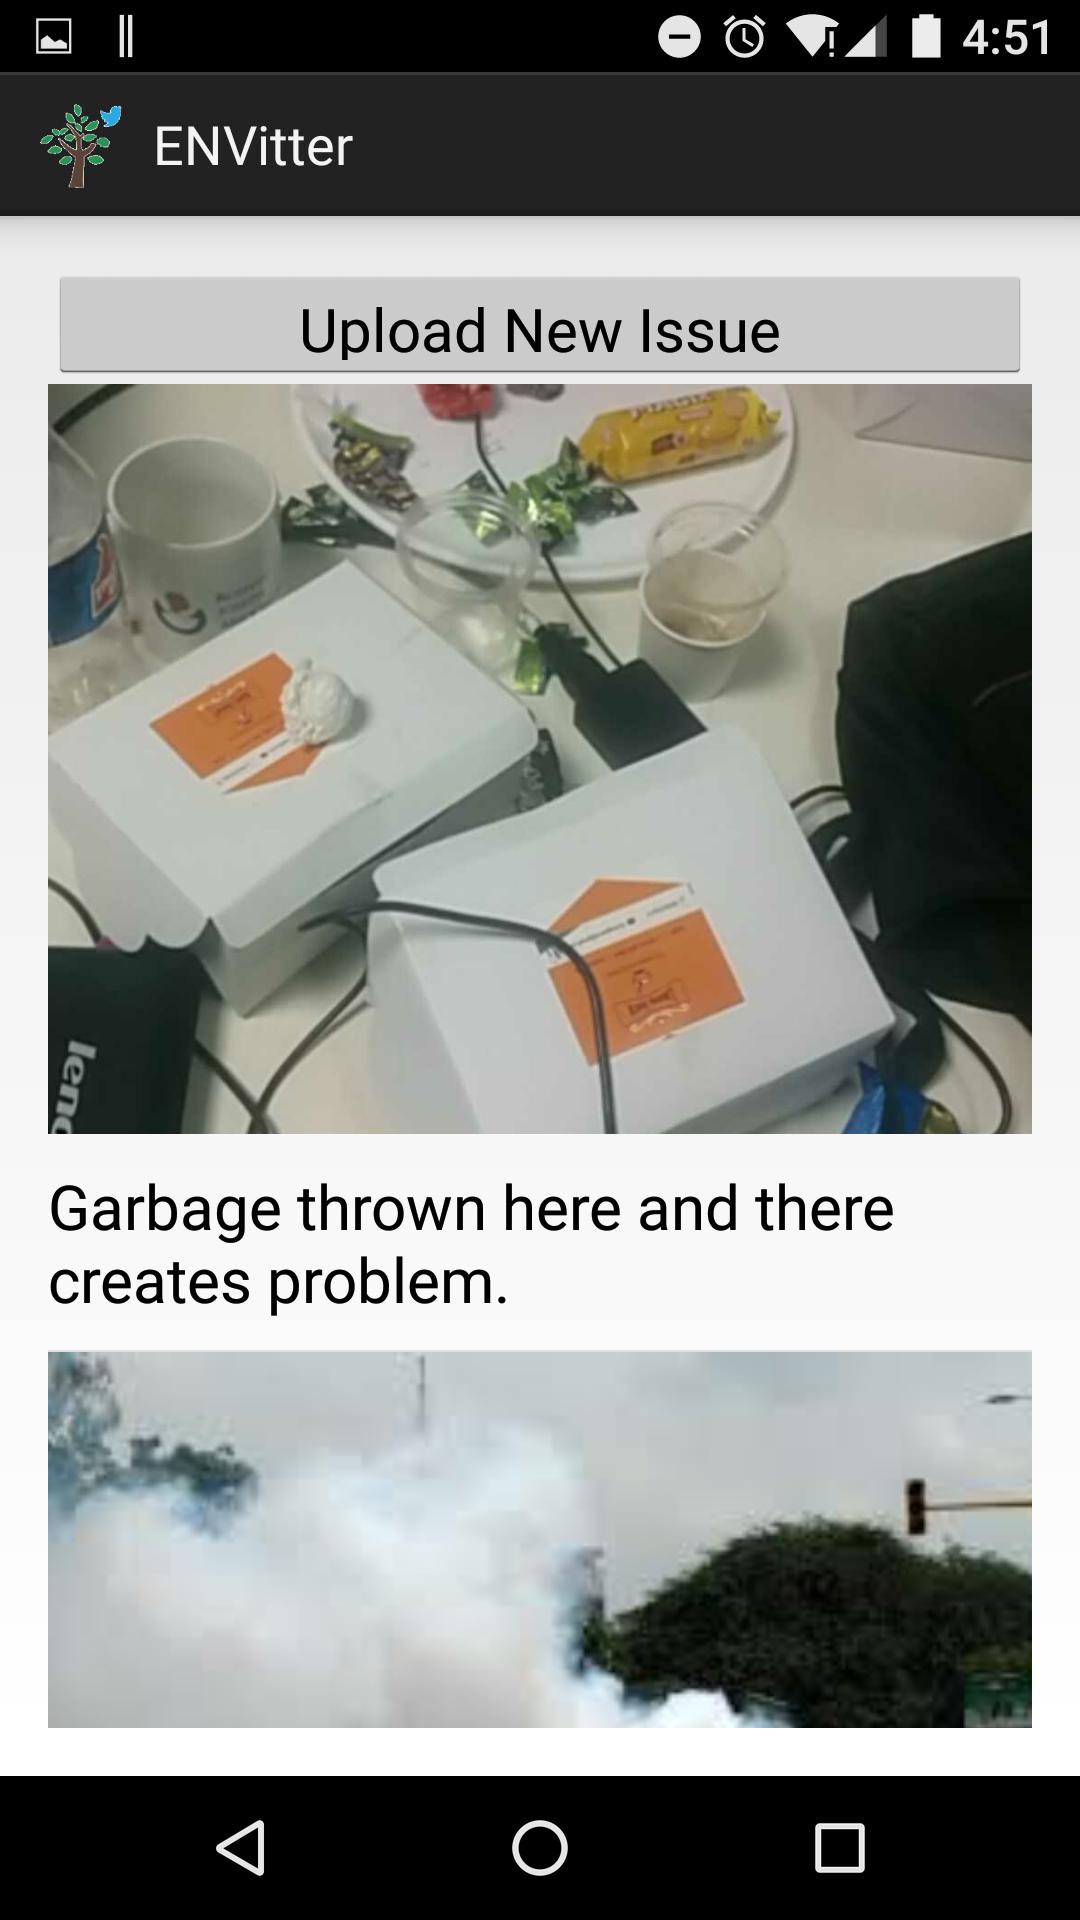 4:51
ENVitter
Upload New Issue
Garbage thrown here and there
creates problem.